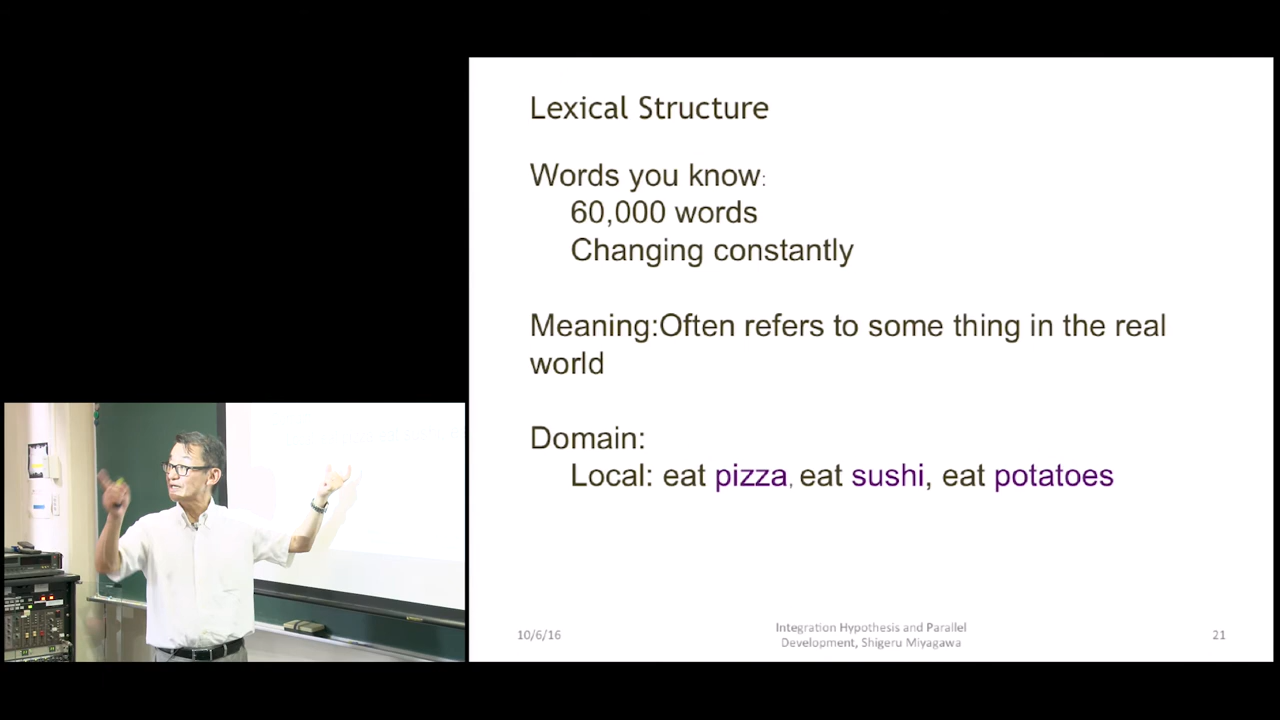 Lexical Structure
Words you know:
60,000 words
Changing constantly
Meaning:Often refers to some thing in the real
world
Domain:
Local: eat pizza, eat sushi, eat potatoes
10/6/16
Integration Hypothesis and Parallel
Development, Shigeru Miyagawa
21